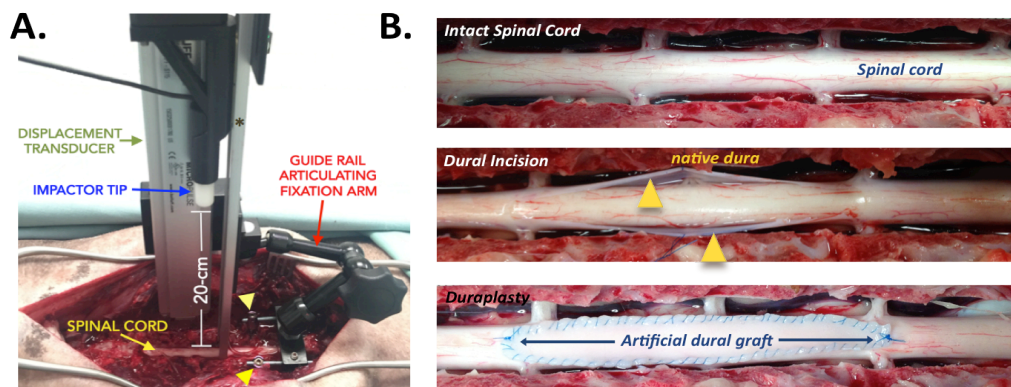 A.
DISPLACEMENT
TRANSDUCER
IMPACTOR TIP
GUIDE RAIL
ARTICULATING
FIXATION ARM
20-cm
SPINAL CORD
*
B.
Intact Spinal Cord
Spinal cord
Dural Incision
native dura
Duraplasty
Artificial dural graft